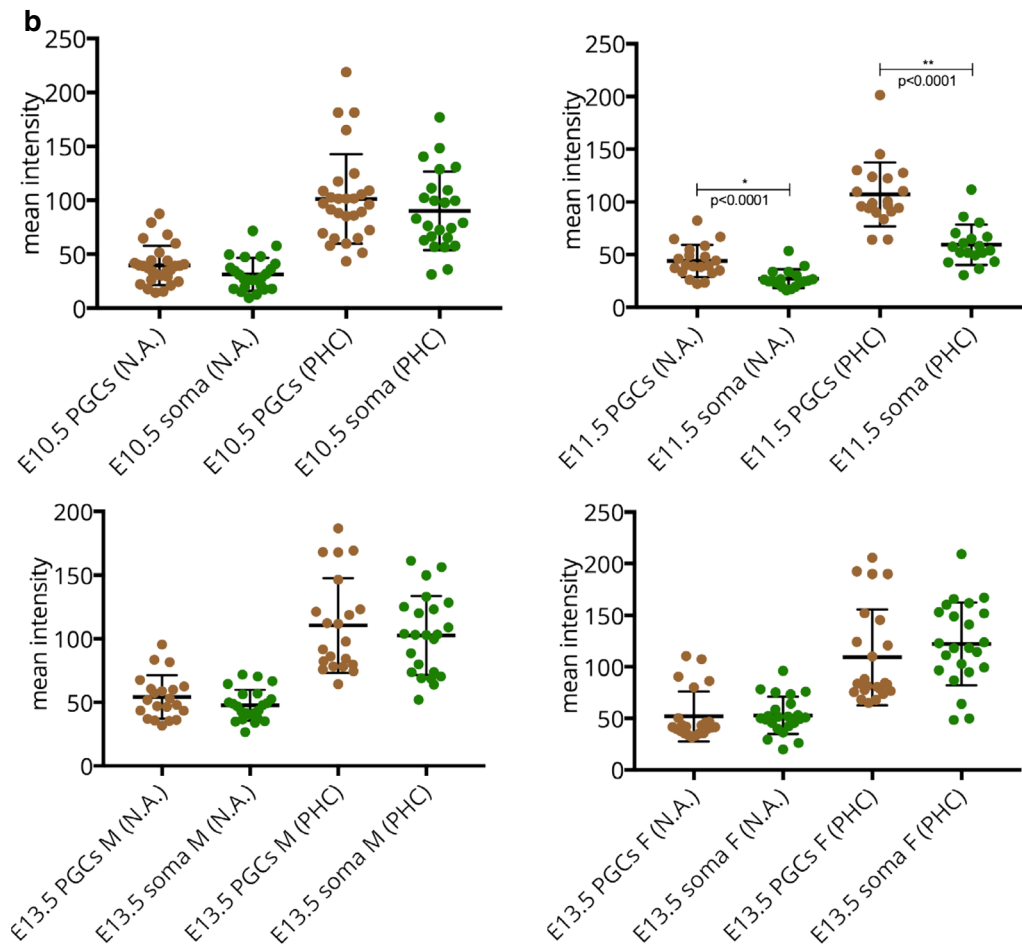 b
250
200
150
100
50
0
mean intensity
E10.5 PGCs (N.A.)
E10.5 soma (N.A.)
E10.5 PGCs (PHC)
E10.5 soma (PHC)
250
200
150
100
50
0
mean intensity
*
p<0.0001
**
p<0.0001
E11.5 PGCs (N.A.)
E11.5 soma (N.A.)
E11.5 PGCs (PHC)
E11.5 soma (PHC)
200
150
100
50
0
mean intensity
E13.5 PGCs M (N.A.)
E13.5 soma M (N.A.)
E13.5 PGCs M (PHC)
E13.5 soma M (PHC)
250
200
150
100
50
0
mean intensity
E13.5 PGCs F (N.A.)
E13.5 soma F (N.A.)
E13.5 PGCs F (PHC)
E13.5 soma F (PHC)